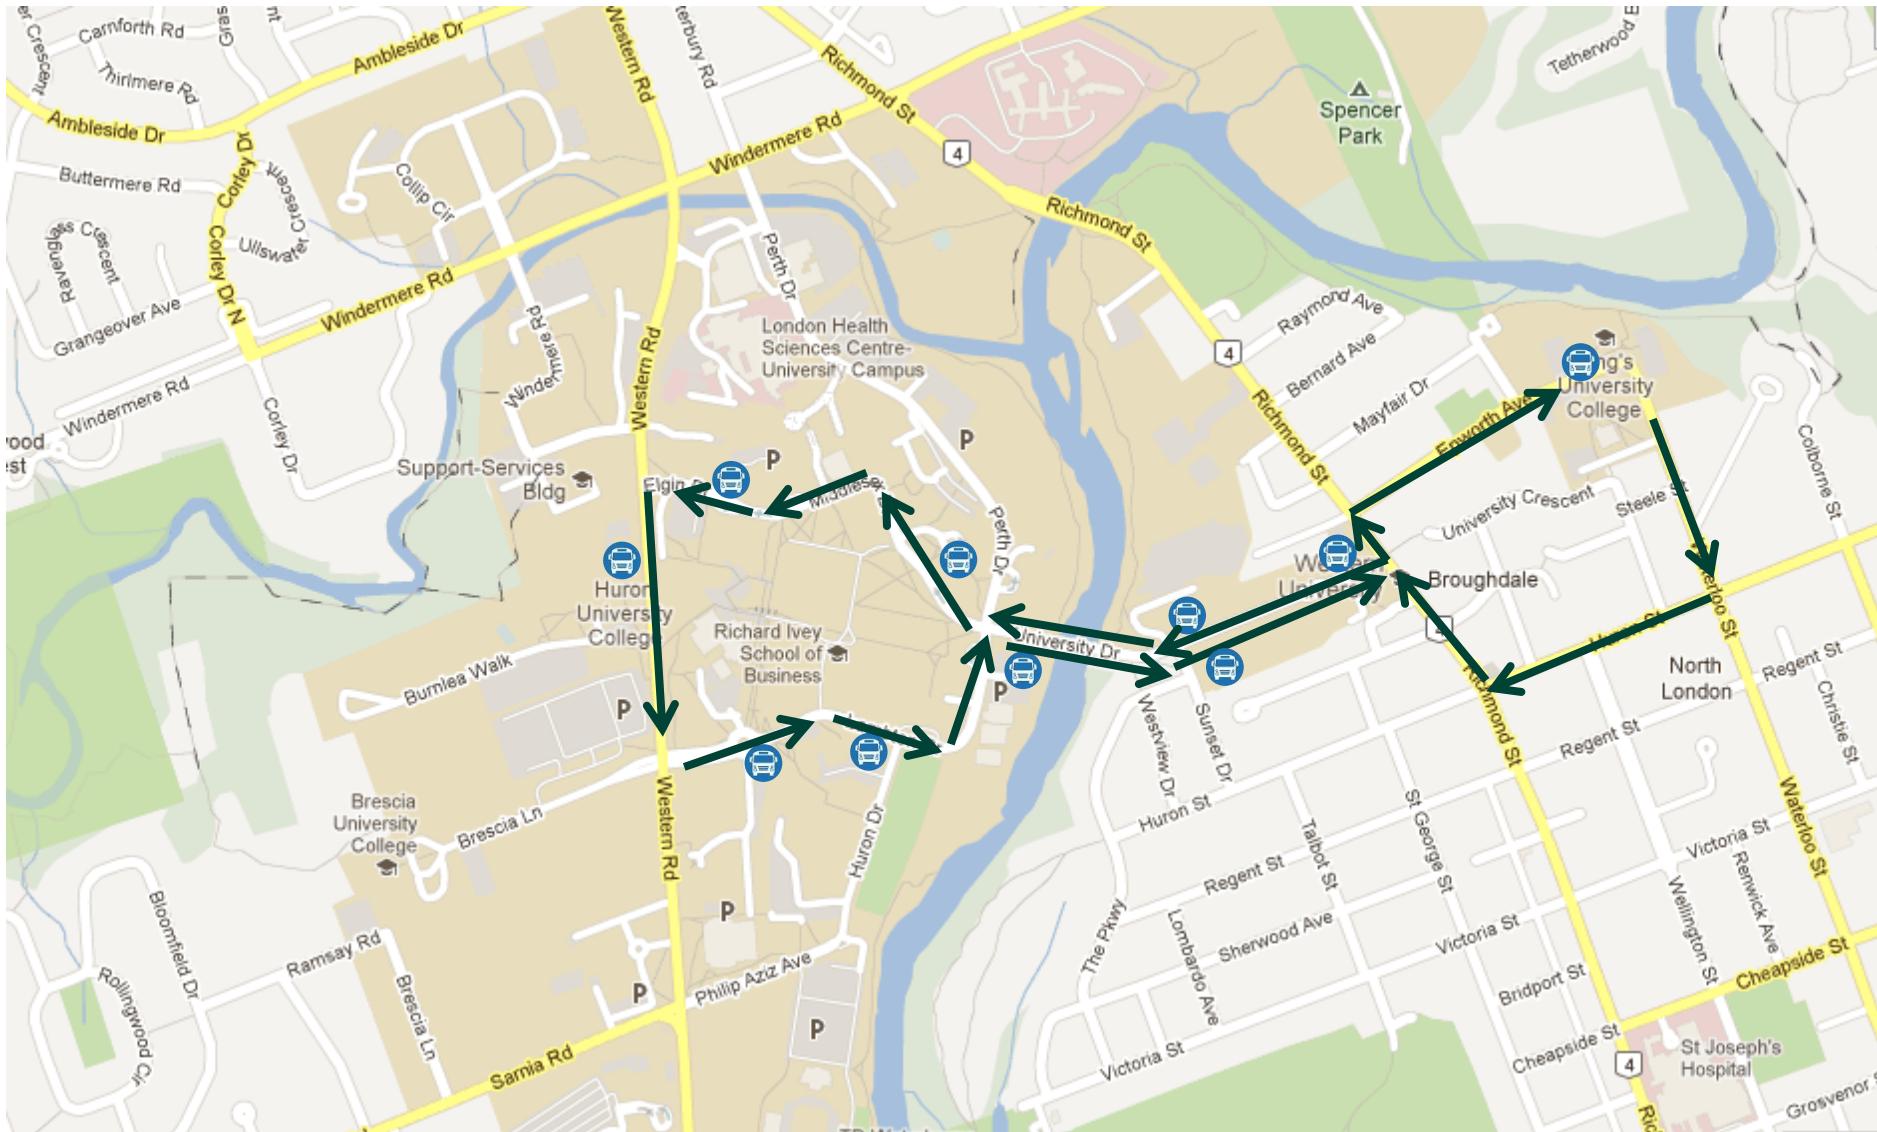 Carnforth Rd
Thirlmere Rd
Ambleside Dr
Ambleside Dr
Buttermere Rd
Corley Dr
Crescent
Ullswater Crescent
Crescent
Corley Dr N
Grangeover Ave
Windermere Rd
Windermere Rd
Corley Dr
Collip Cir
Western Rd
Windermere Rd
Richmond St
4
Spencer
Park
Richmond St
Perth Dr
London Health
Sciences Centre-
University Campus
Western Rd
4
Raymond Ave
Bernard Ave
Mayfair Dr
Richmond St
Epworth Ave
University
College
Colborne St
Support-Services
Bldg
P
P
Perth Dr
University Crescent
Steele St
Broughdale
University
Huron
University
College
Richard Ivey
School of
Business
University Dr
P
P
Burnlea Walk
Westview Dr
Sunset Dr
Huron St
North
London
Regent St
Christie St
Waterloo St
Richmond St
Regent St
Huron St
Brescia
University
College
Brescia Ln
Western Rd
Huron Dr
St George St
Talbot St
Regent St
Victoria St
Renwick Ave
Wellington St
Waterloo St
Bloomfield Dr
Ramsay Rd
Rollingwood Cir
Brescia Ln
P
P
P
Philip Aziz Ave
Sarnia Rd
The Pkwy
Lombardo Ave
Sherwood Ave
Victoria St
Bridport St
Cheapside St
Cheapside St
Victoria St
4
St Joseph's
Hospital
Grosvenor